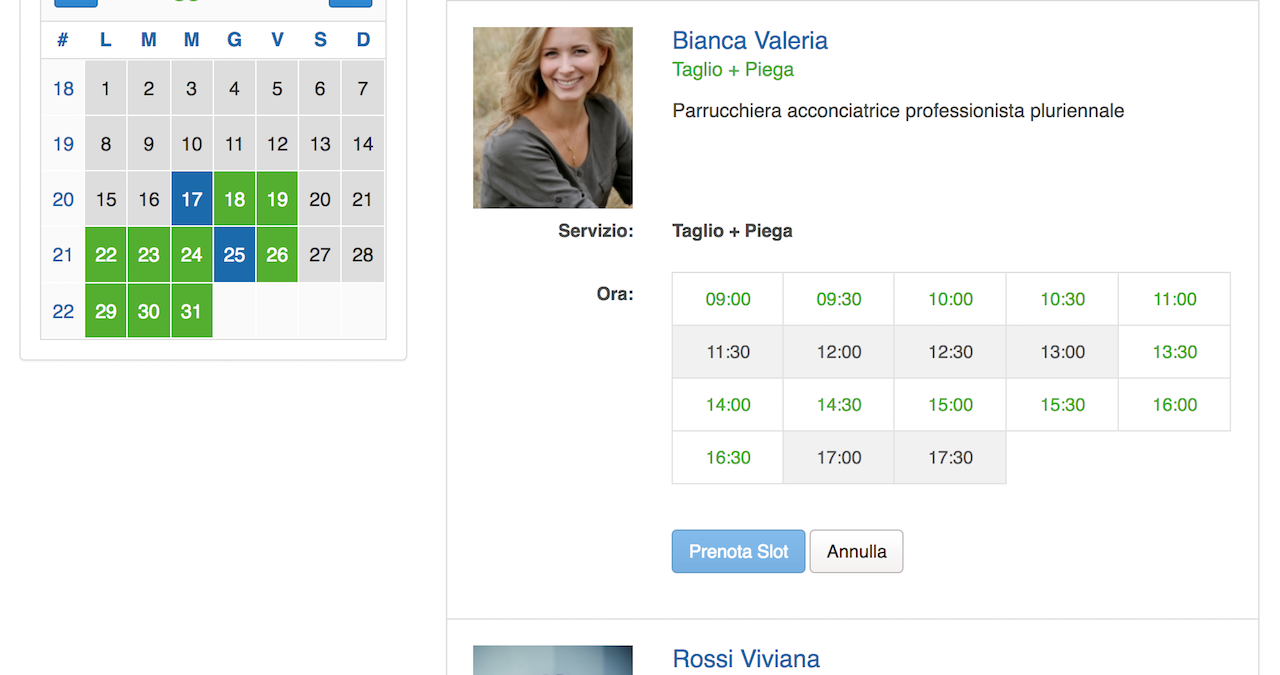 # L M M G V S D
18 1 2 3 4 5 6 7
19 8 9 10 11 12 13 14
20 15 16 17 18 19 20 21
21 22 23 24 25 26 27 28
22 29 30 31
Bianca Valeria
Taglio + Piega
Parrucchiera acconciatrice professionista pluriennale
Servizio: Taglio + Piega
Ora:
09:00 09:30 10:00 10:30 11:00
11:30 12:00 12:30 13:00 13:30
14:00 14:30 15:00 15:30 16:00
16:30 17:00 17:30
Prenota Slot Annulla
Rossi Viviana